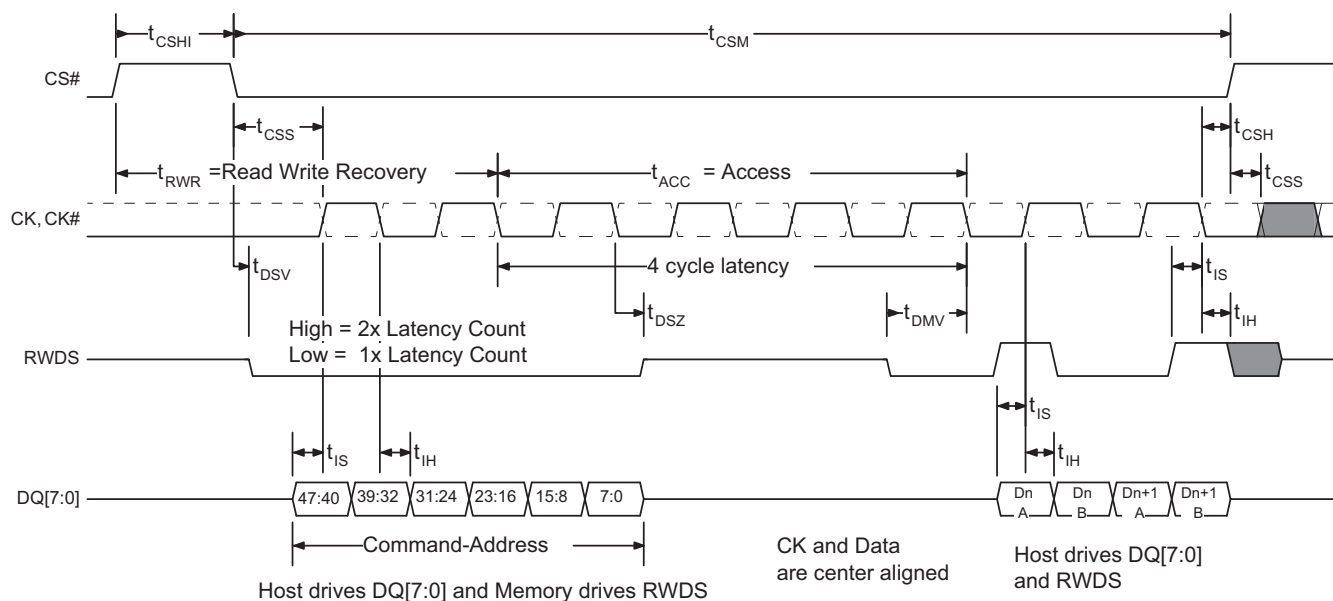 tCSHI
tCSM
CS#
tCSS
tCSH
tRWR =Read Write Recovery
tACC = Access
tCSS
CK, CK#
tDSV
4 cycle latency
tIS
tDSZ
tDMV
tIH
High = 2x Latency Count
Low = 1x Latency Count
RWDS
tIS
tIS
tIH
tIH
DQ[7:0]
47:40 39:32 31:24 23:16 15:8 7:0
Dn Dn Dn+1 Dn+1
A B A B
Command-Address
CK and Data
are center aligned
Host drives DQ[7:0]
and RWDS
Host drives DQ[7:0] and Memory drives RWDS